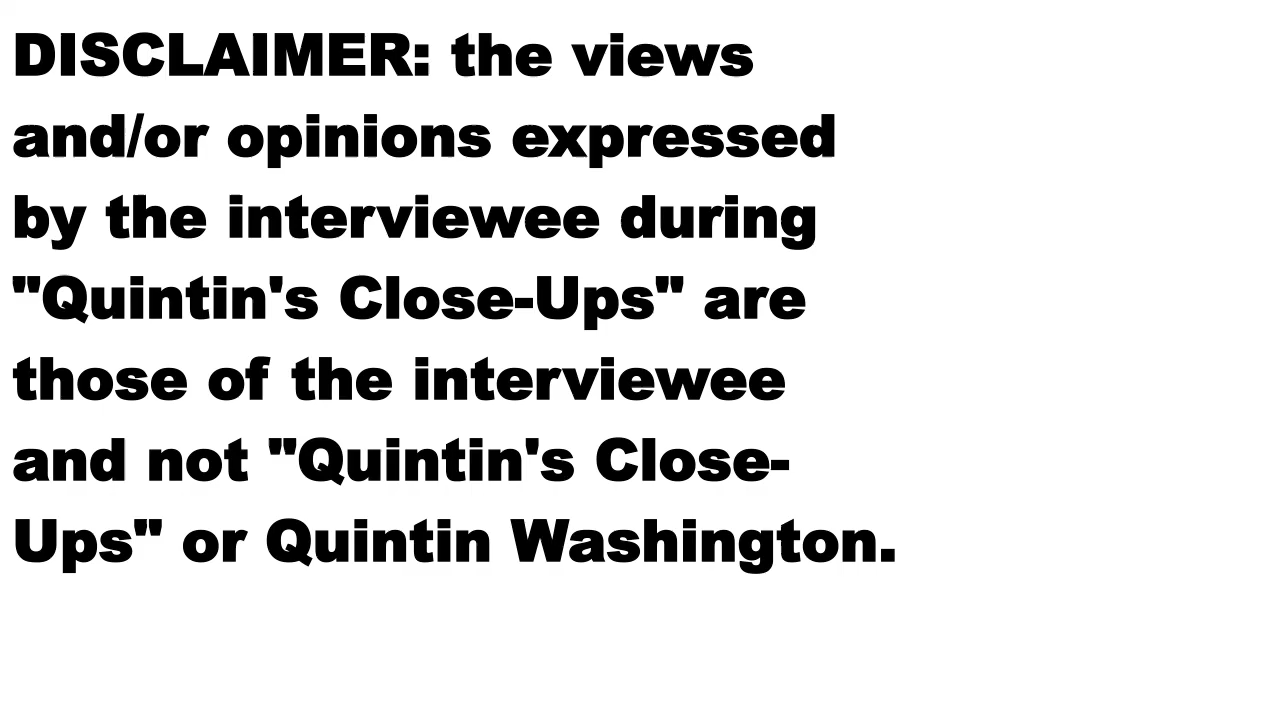 DISCLAIMER: the views
and/or opinions expressed
by the interviewee during
"Quintin's Close-Ups" are
those of the interviewee
and not "Quintin's Close-
Ups" or Quintin Washington.